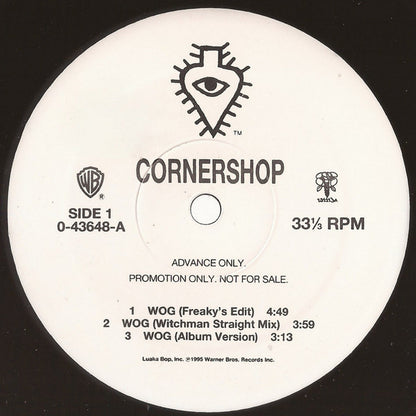 ™
CORNERSHOP
WB
®
SIDE 1
0-43648-A
33⅓ RPM
ADVANCE ONLY.
PROMOTION ONLY. NOT FOR SALE.
1 WOG (Freaky's Edit) 4:49
2 WOG (Witchman Straight Mix) 3:59
3 WOG (Album Version) 3:13
Luaka Bop, Inc. ℗1995 Warner Bros. Records Inc.